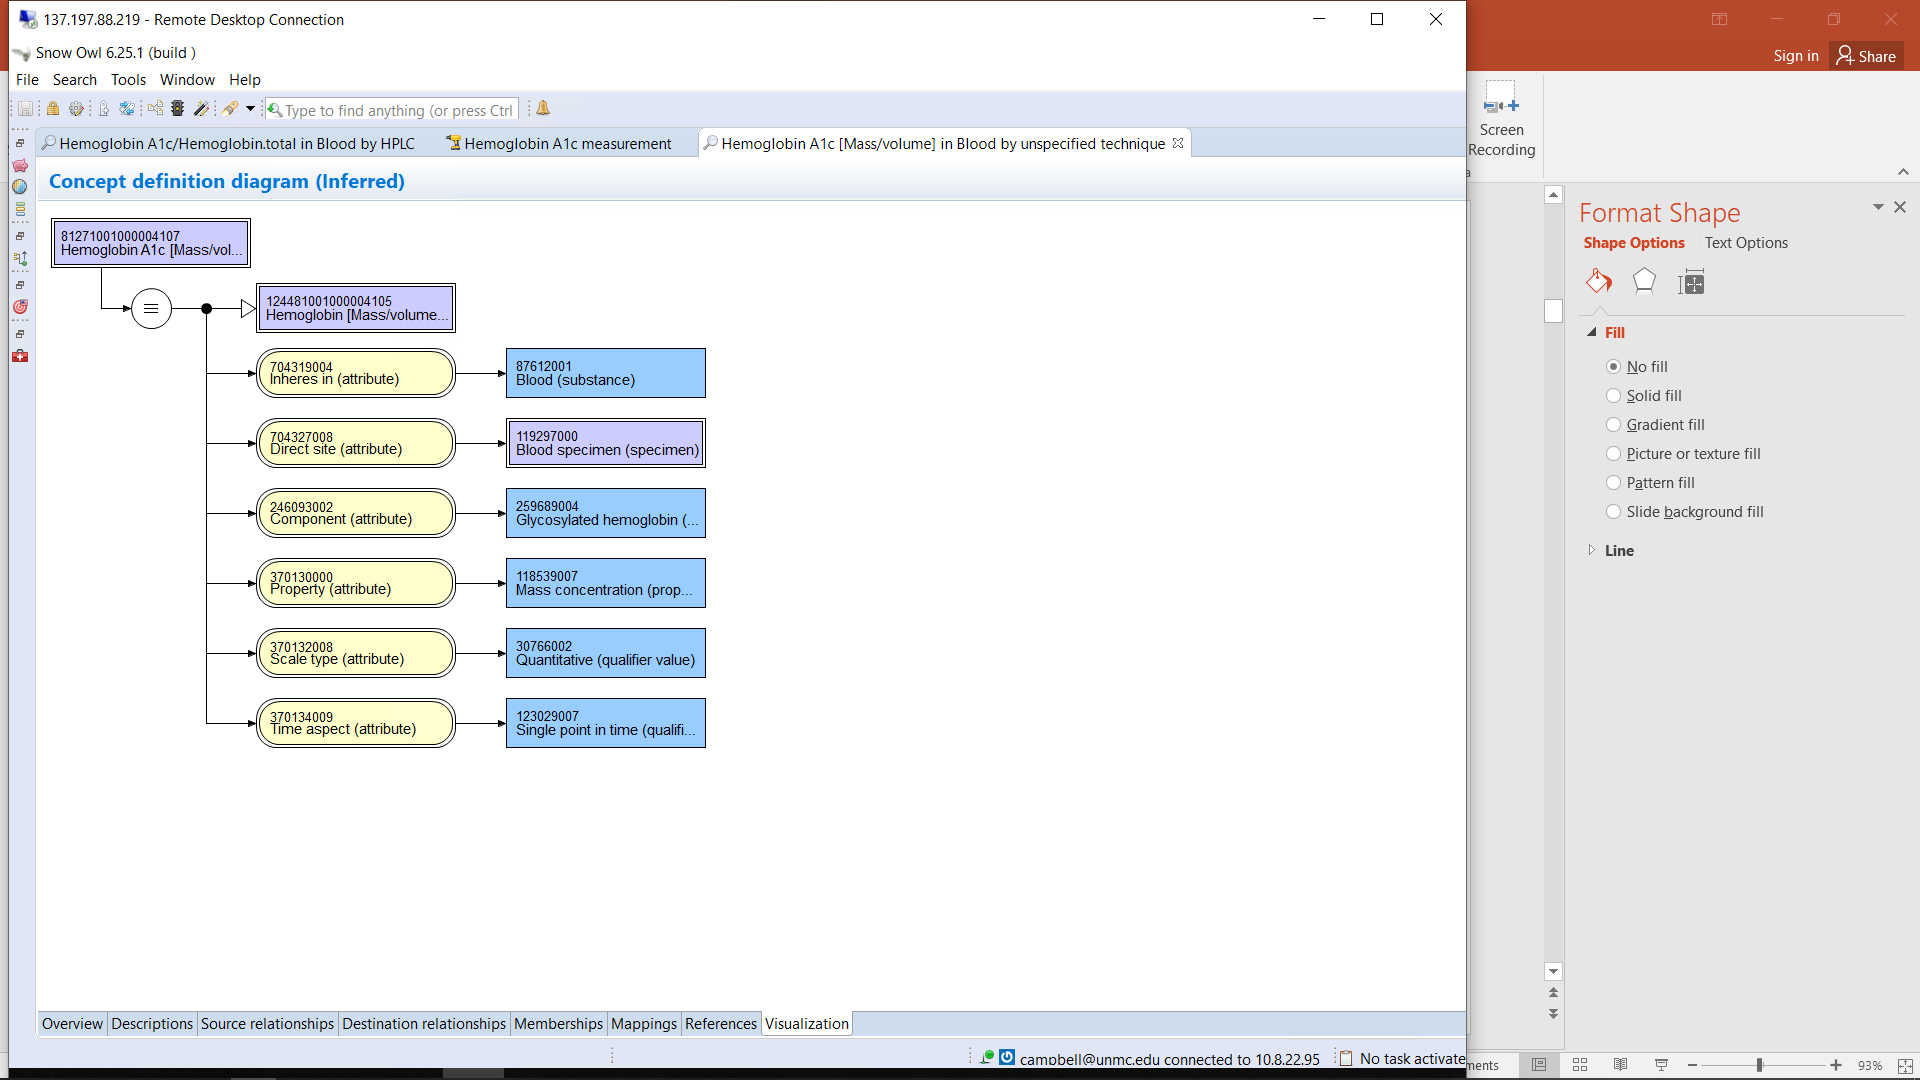 137.197.88.219 - Remote Desktop Connection
Snow Owl 6.25.1 (build )
File Search Tools Window Help
Type to find anything (or press Ctrl
Hemoglobin A1c/Hemoglobin.total in Blood by HPLC
Hemoglobin A1c measurement
Hemoglobin A1c [Mass/volume] in Blood by unspecified technique
Concept definition diagram (Inferred)
81271001000004107
Hemoglobin A1c [Mass/vol...
124481001000004105
Hemoglobin [Mass/volume...
704319004
Inheres in (attribute)
87612001
Blood (substance)
704327008
Direct site (attribute)
119297000
Blood specimen (specimen)
246093002
Component (attribute)
259689004
Glycosylated hemoglobin (...
370130000
Property (attribute)
118539007
Mass concentration (prop...
370132008
Scale type (attribute)
30766002
Quantitative (qualifier value)
370134009
Time aspect (attribute)
123029007
Single point in time (qualifi...
Overview Descriptions Source relationships Destination relationships Memberships Mappings References Visualization
campbell@unmc.edu connected to 10.8.22.95
No task activate
Sign in
Share
Screen
Recording
Format Shape
Shape Options Text Options
Fill
No fill
Solid fill
Gradient fill
Picture or texture fill
Pattern fill
Slide background fill
Line
93%